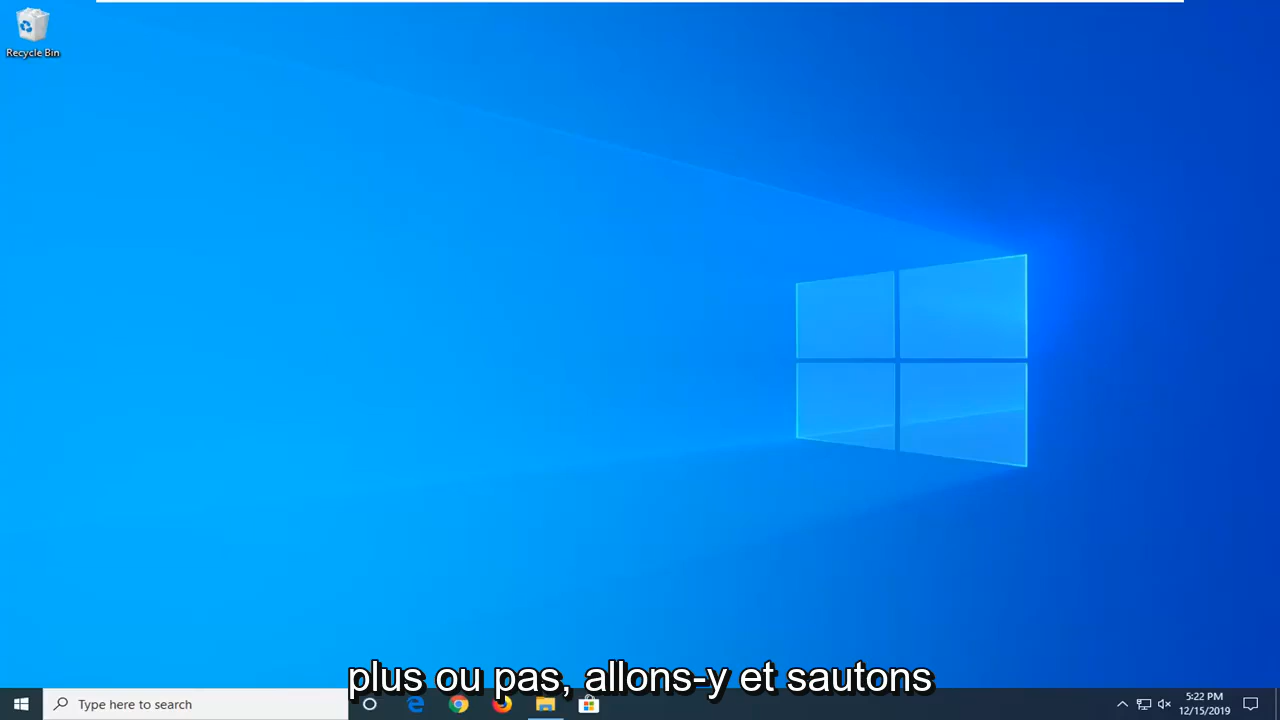 Recycle Bin
plus ou pas, allons-y et sautons
Type here to search
5:22 PM
12/15/2019